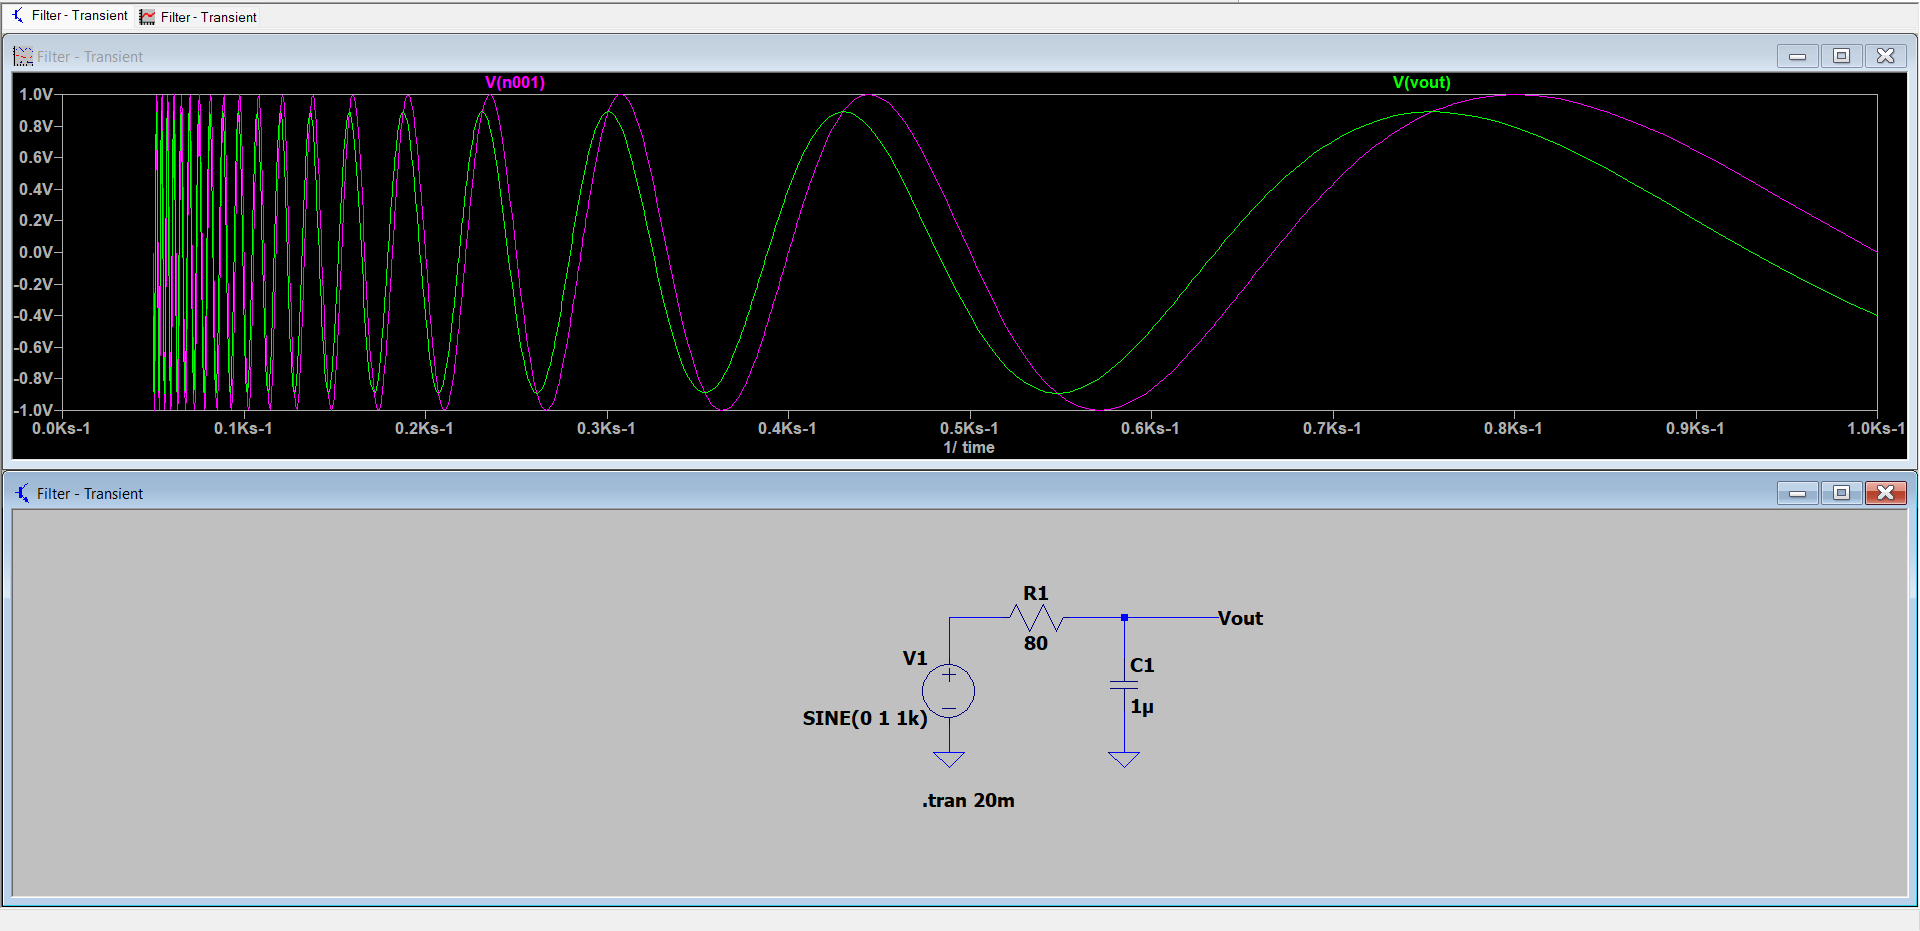 Filter - Transient Filter - Transient
Filter - Transient
V(n001) V(vout)
1.0V
0.8V
0.6V
0.4V
0.2V
0.0V
-0.2V
-0.4V
-0.6V
-0.8V
-1.0V
0.0Ks-1 0.1Ks-1 0.2Ks-1 0.3Ks-1 0.4Ks-1 0.5Ks-1 0.6Ks-1 0.7Ks-1 0.8Ks-1 0.9Ks-1 1.0Ks-1
1/ time
Filter - Transient
R1
Vout
80
V1
C1
1µ
SINE(0 1 1k)
.tran 20m